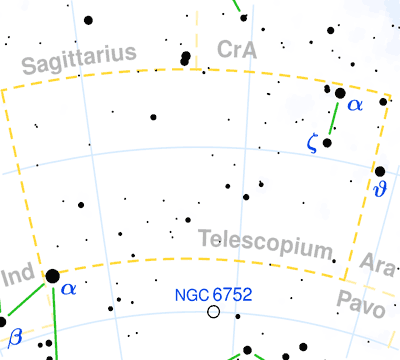 Sagittarius
CrA
α
ζ
ϑ
Telescopium
Ara
Ind
α
NGC 6752
Pavo
β